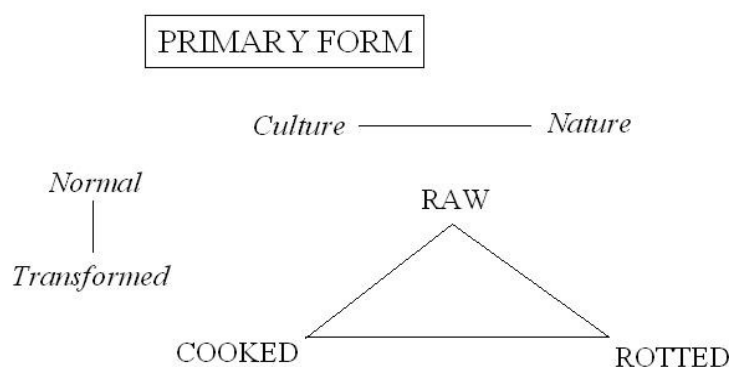 PRIMARY FORM
Culture Nature
Normal
RAW
Transformed
COOKED ROTTED